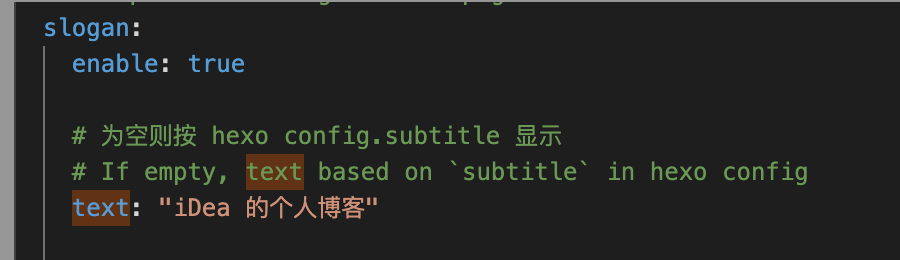 slogan:
enable: true
# 为空则按 hexo config.subtitle 显示
# If empty, text based on `subtitle` in hexo config
text: "iDea 的个人博客"